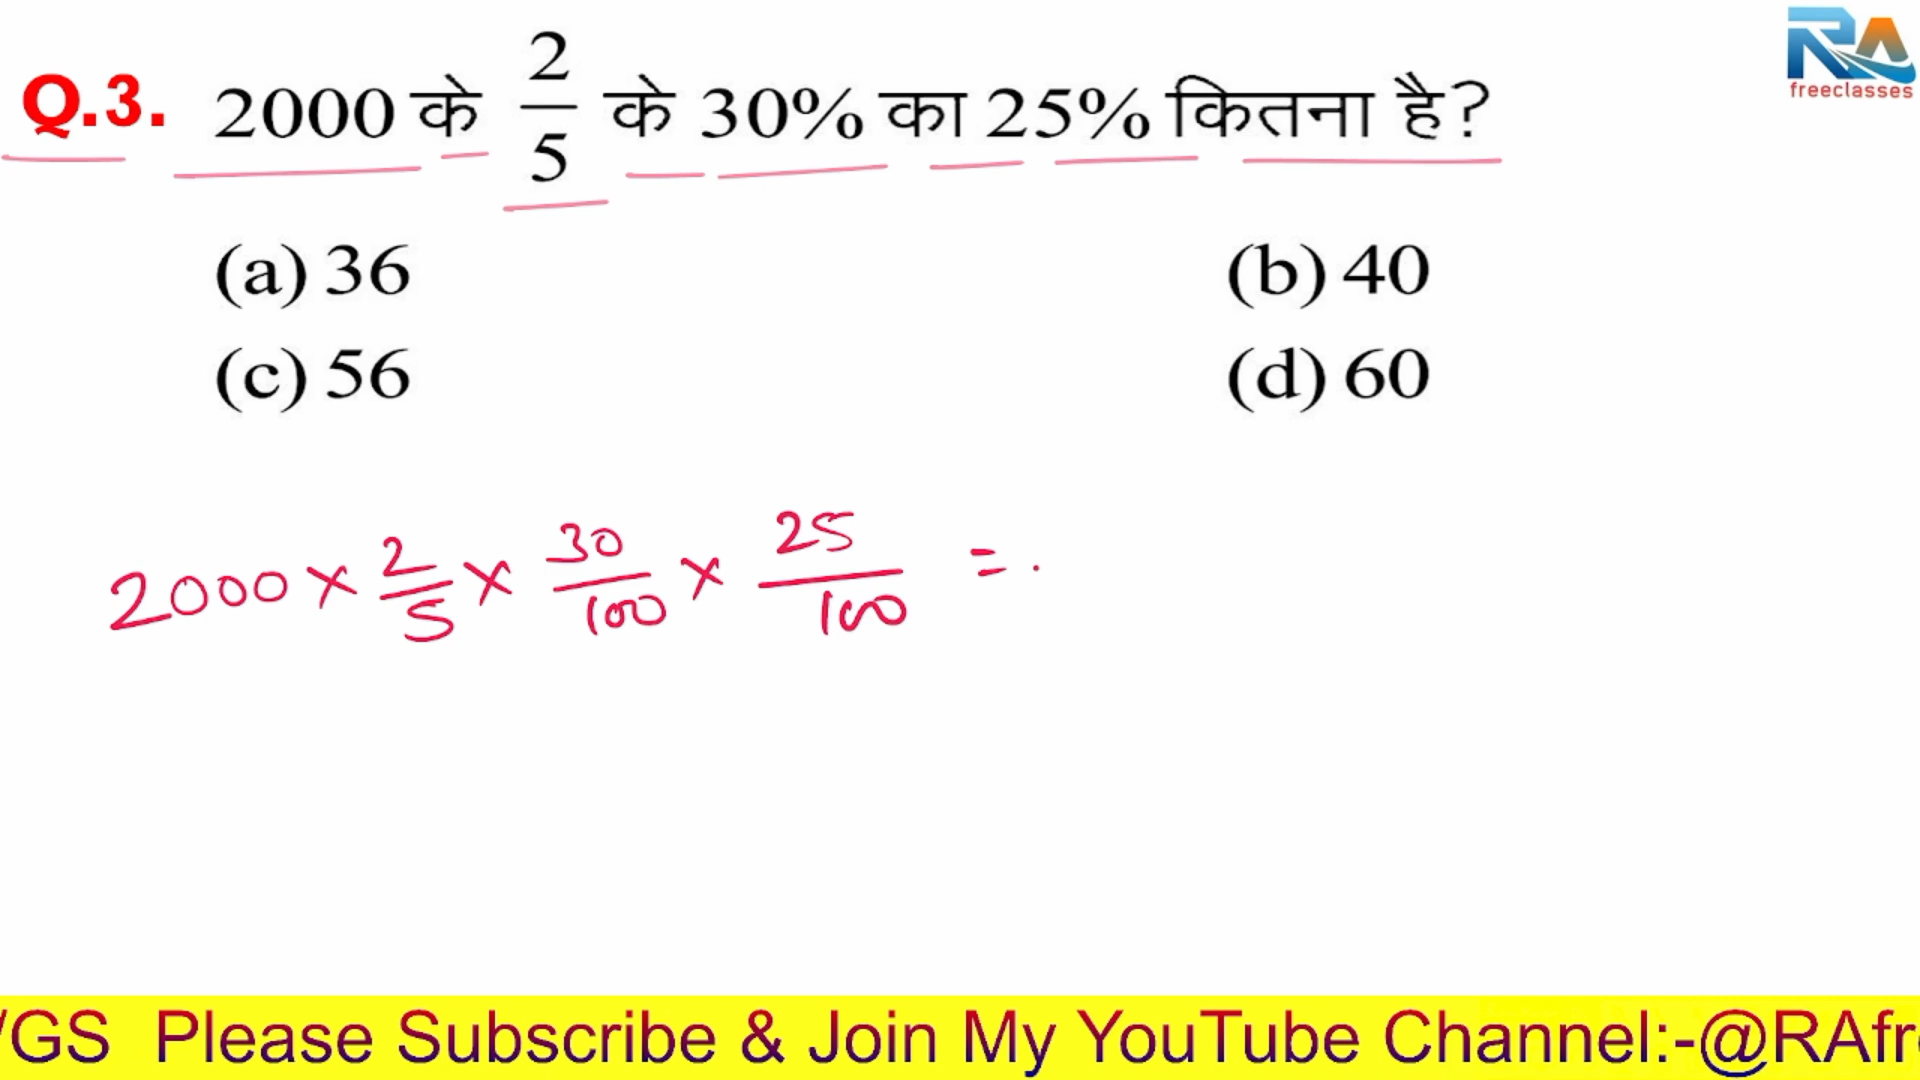 RA
freeclasses
Q.3. 2000 के 2/5 के 30% का 25% कितना है?
(a) 36 (b) 40
(c) 56 (d) 60
2000 × 2/5 × 30/100 × 25/100 = .
/GS Please Subscribe & Join My YouTube Channel:-@RAfr